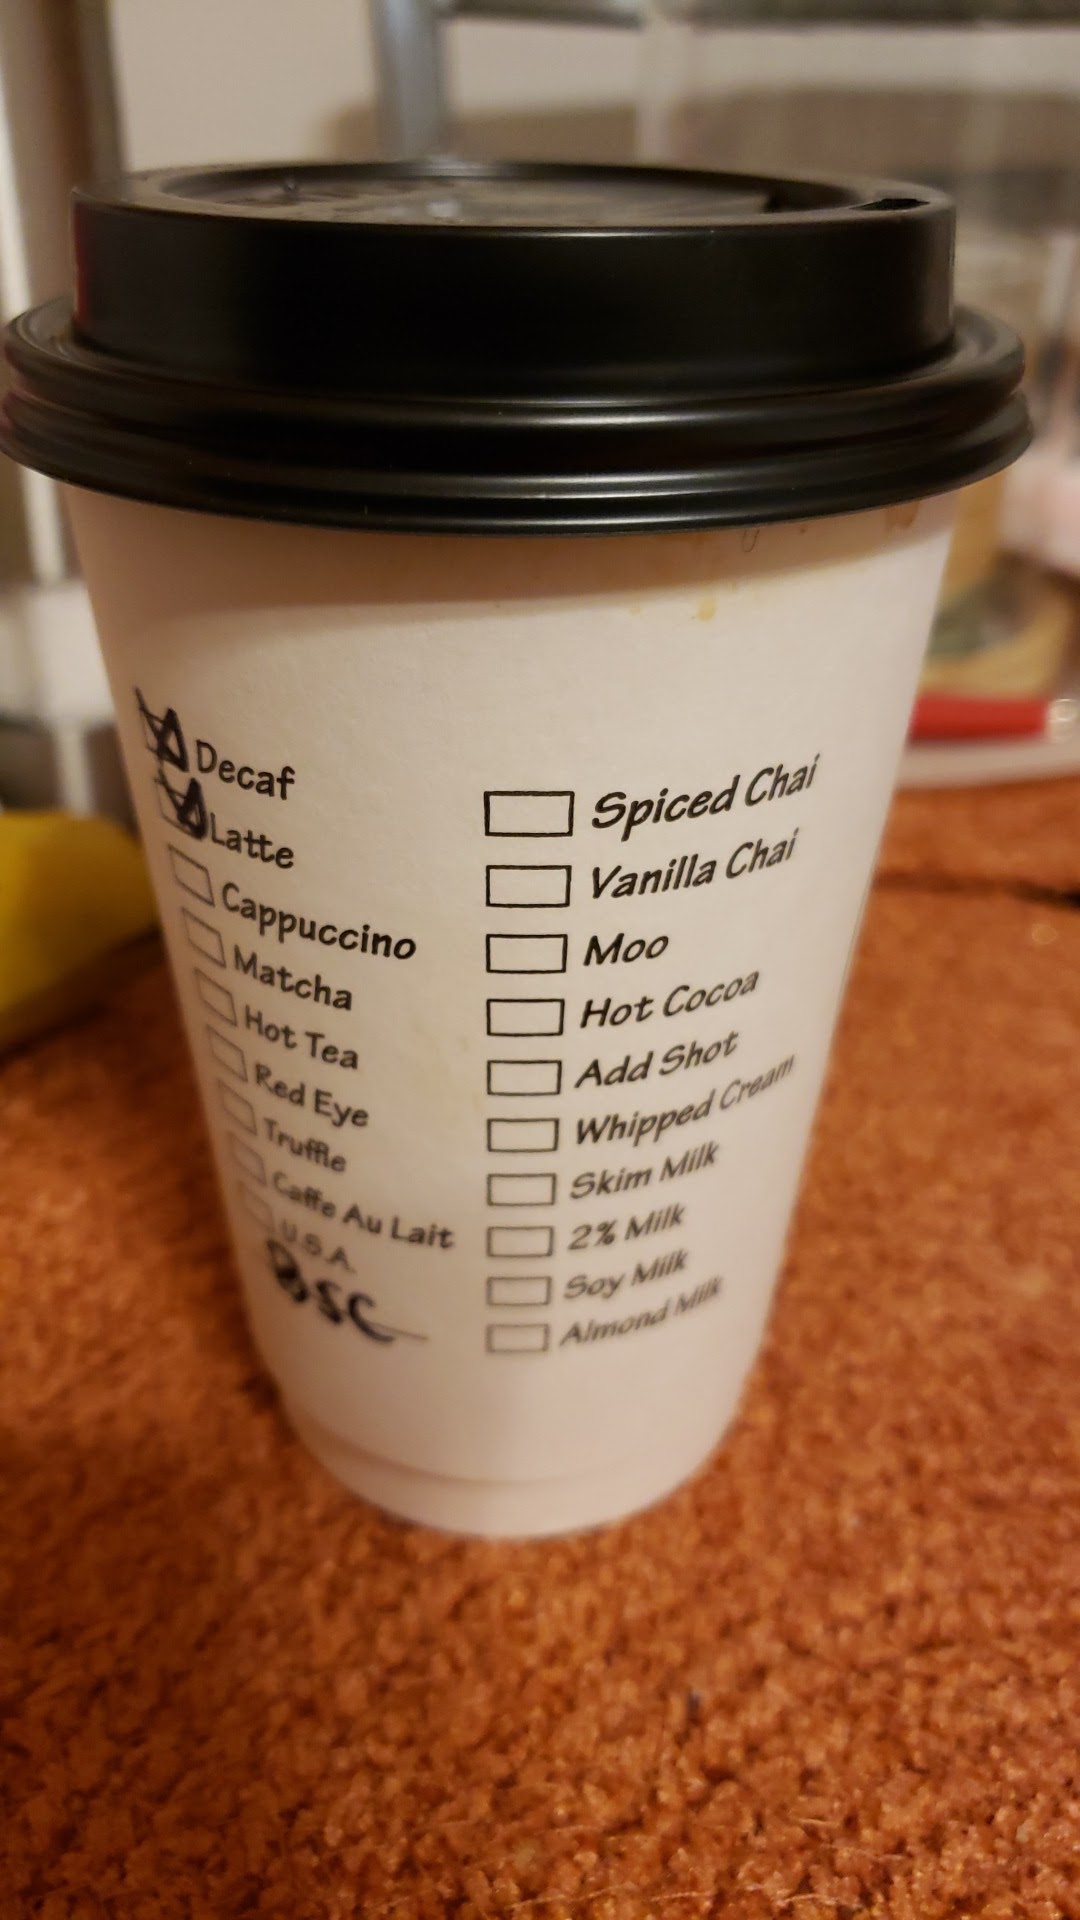 Decaf
Latte
Cappuccino
Matcha
Hot Tea
Red Eye
Truffle
Caffe Au Lait
U.S.A.
BSC
Spiced Chai
Vanilla Chai
Moo
Hot Cocoa
Add Shot
Whipped Cream
Skim Milk
2% Milk
Soy Milk
Almond Milk